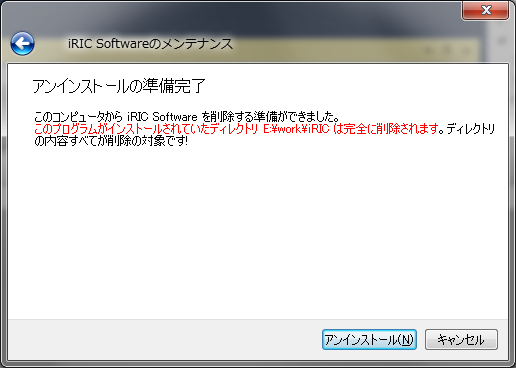 iRIC Softwareのメンテナンス
アンインストールの準備完了
このコンピュータから iRIC Software を削除する準備ができました。
このプログラムがインストールされていたディレクトリ E:¥work¥iRIC は完全に削除されます。ディレクトリ
の内容すべてが削除の対象です!
アンインストール(N)
キャンセル